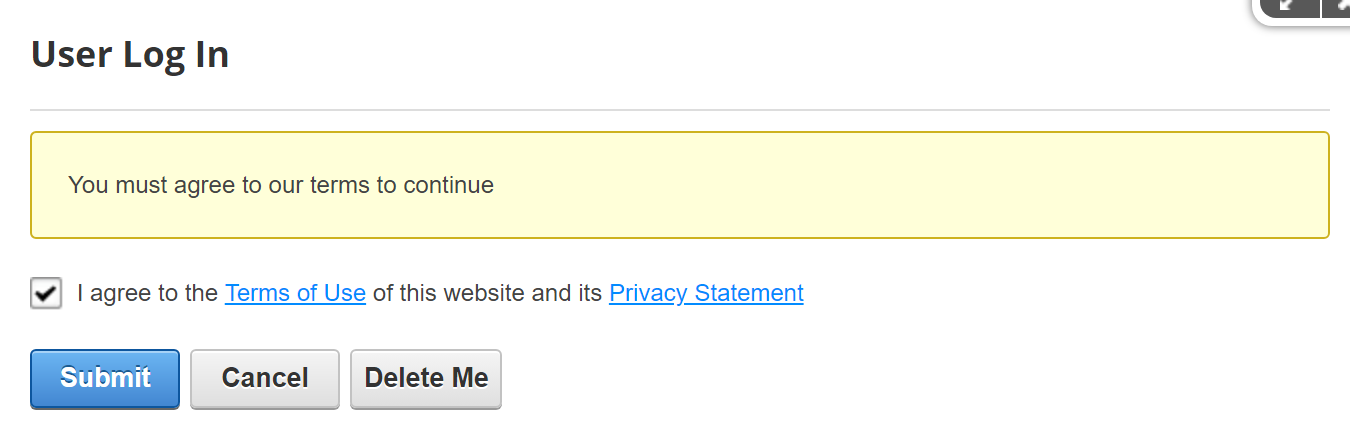 User Log In
You must agree to our terms to continue
I agree to the Terms of Use of this website and its Privacy Statement
Submit Cancel Delete Me